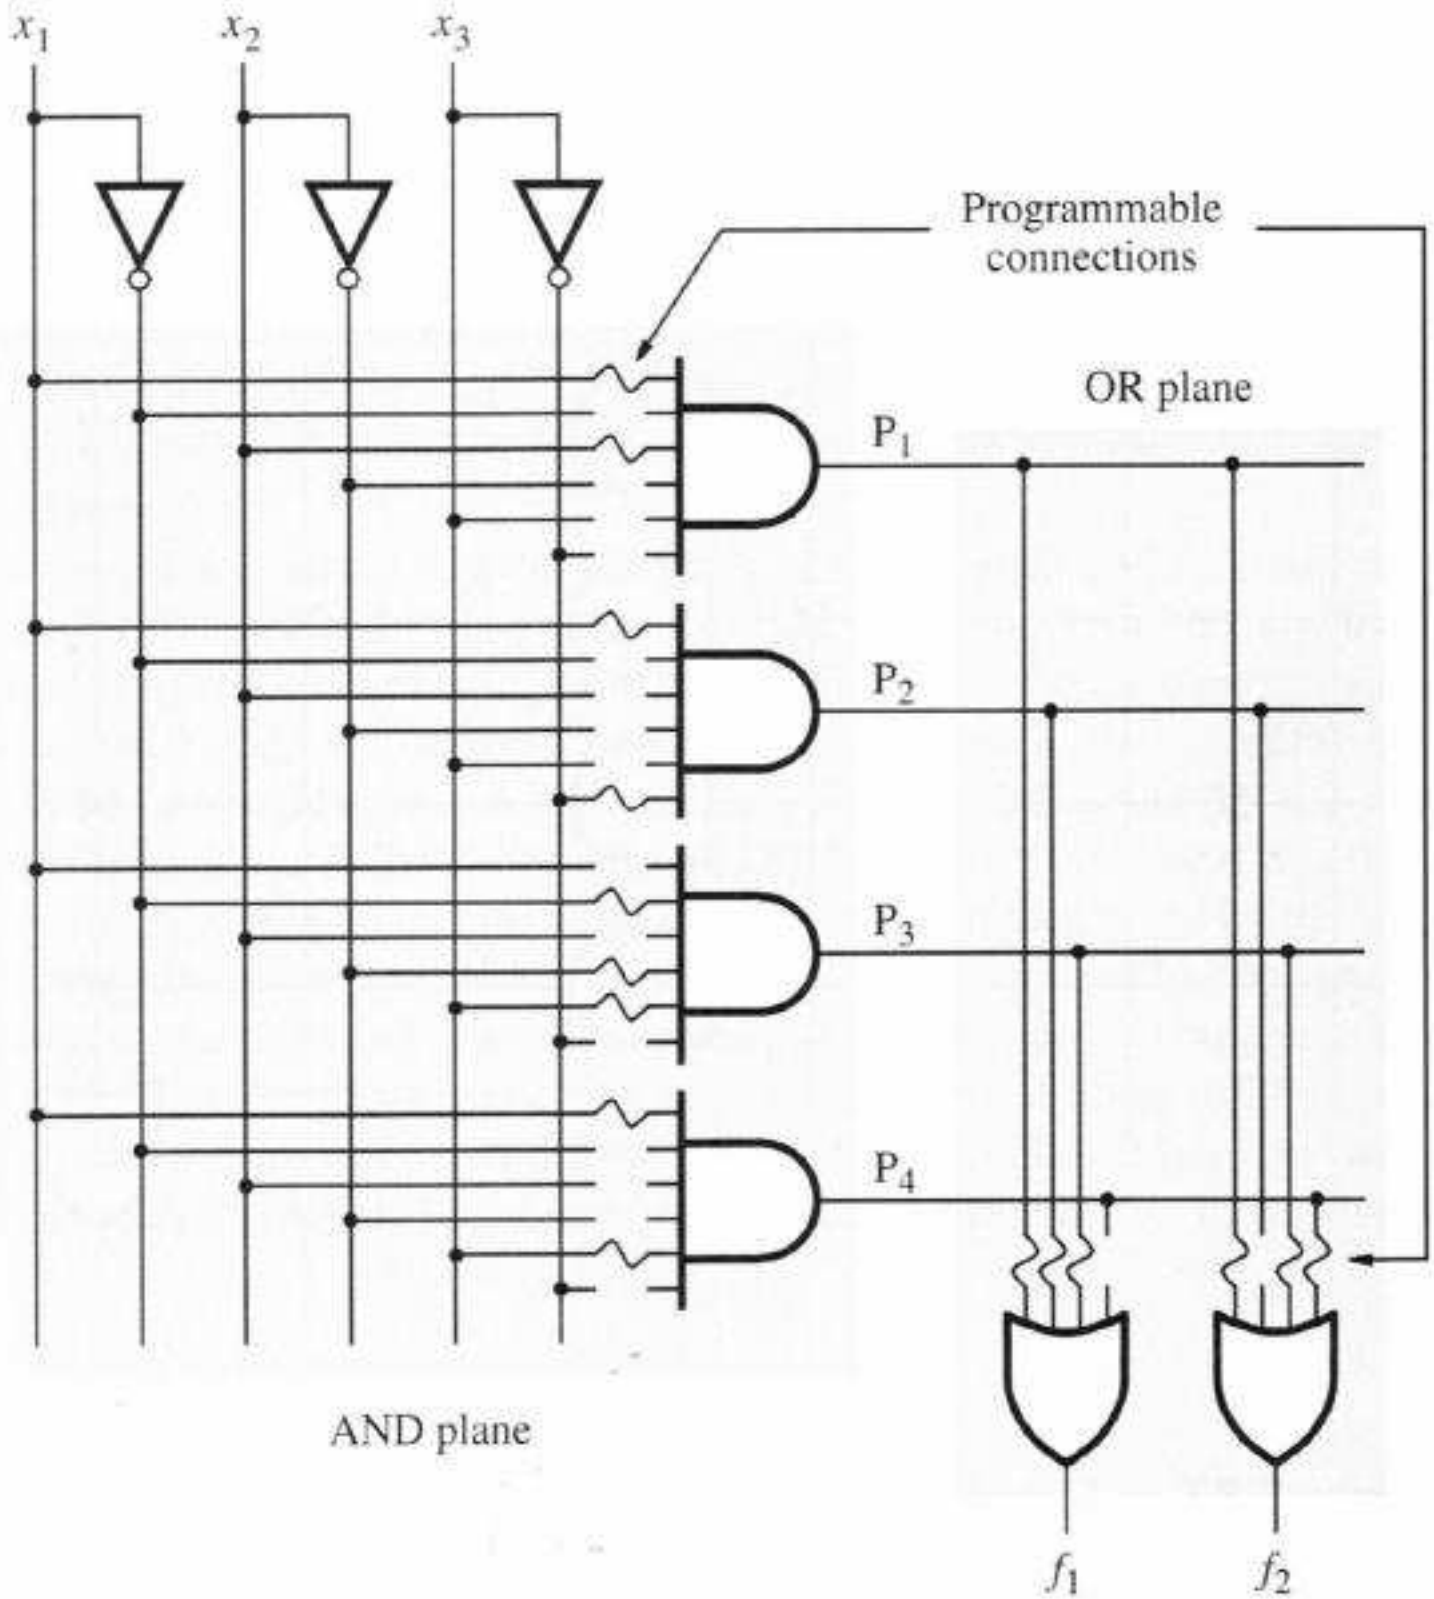 x1 x2 x3
Programmable
connections
OR plane
P1
P2
P3
P4
AND plane
f1 f2